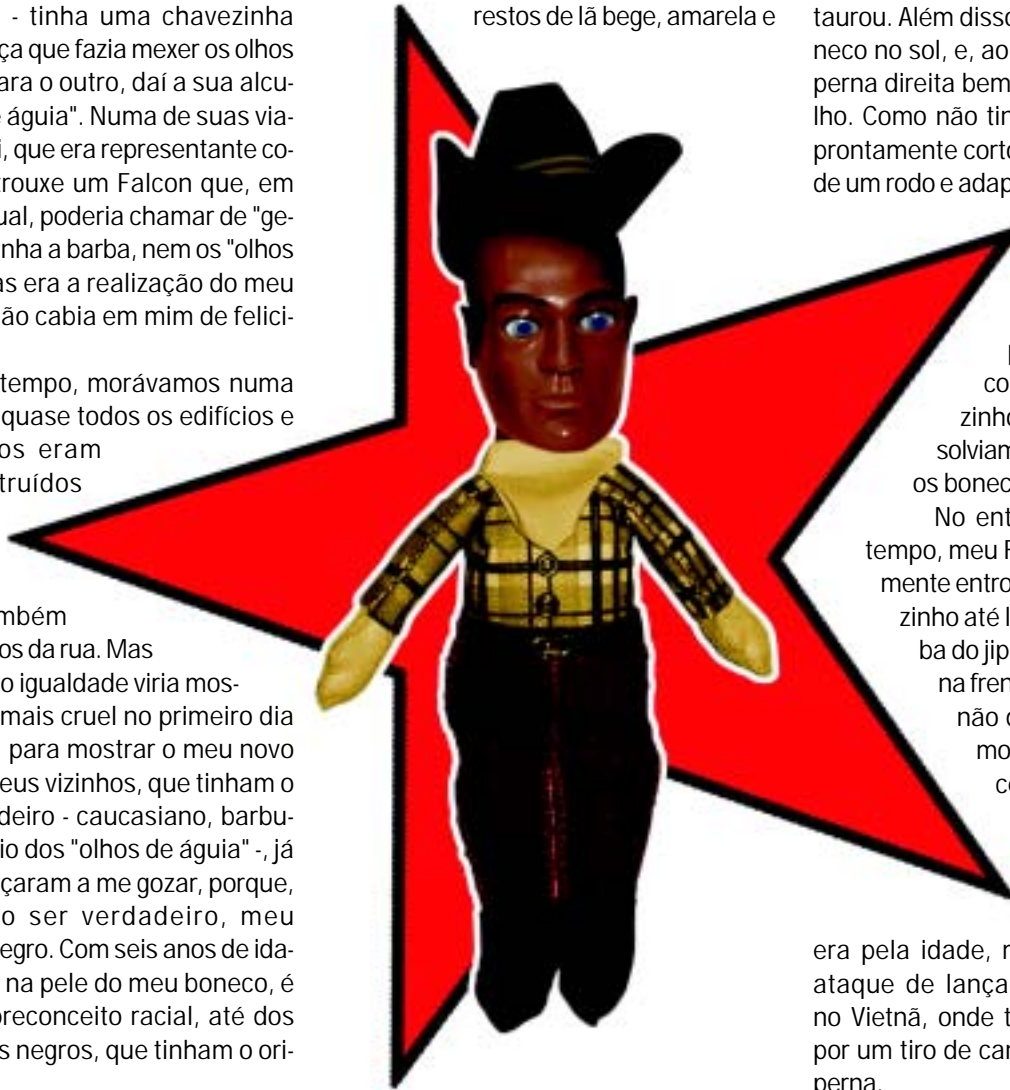 - tinha uma chavezinha
ça que fazia mexer os olhos
ara o outro, daí a sua alcu-
águia". Numa de suas via-
i, que era representante co-
trouxe um Falcon que, em
ual, poderia chamar de "ge-
nha a barba, nem os "olhos
as era a realização do meu
ão cabia em mim de felici-
tempo, morávamos numa
quase todos os edifícios e
os eram
truídos
mbém
os da rua. Mas
o igualdade viria mos-
mais cruel no primeiro dia
para mostrar o meu novo
eus vizinhos, que tinham o
deiro - caucasiano, barbu-
io dos "olhos de águia" -, já
çaram a me gozar, porque,
o ser verdadeiro, meu
egro. Com seis anos de ida-
na pele do meu boneco, é
preconceito racial, até dos
s negros, que tinham o ori-
restos de lã bege, amarela e
taurou. Além disso
neco no sol, e, ao
perna direita bem
lho. Como não tin
prontamente corto
de um rodo e adap
co
zinho
solviam
os bonec
No ent
tempo, meu F
mente entro
zinho até l
ba do jip
na fren
não c
mo
co
era pela idade, n
ataque de lança
no Vietnã, onde t
por um tiro de car
perna.